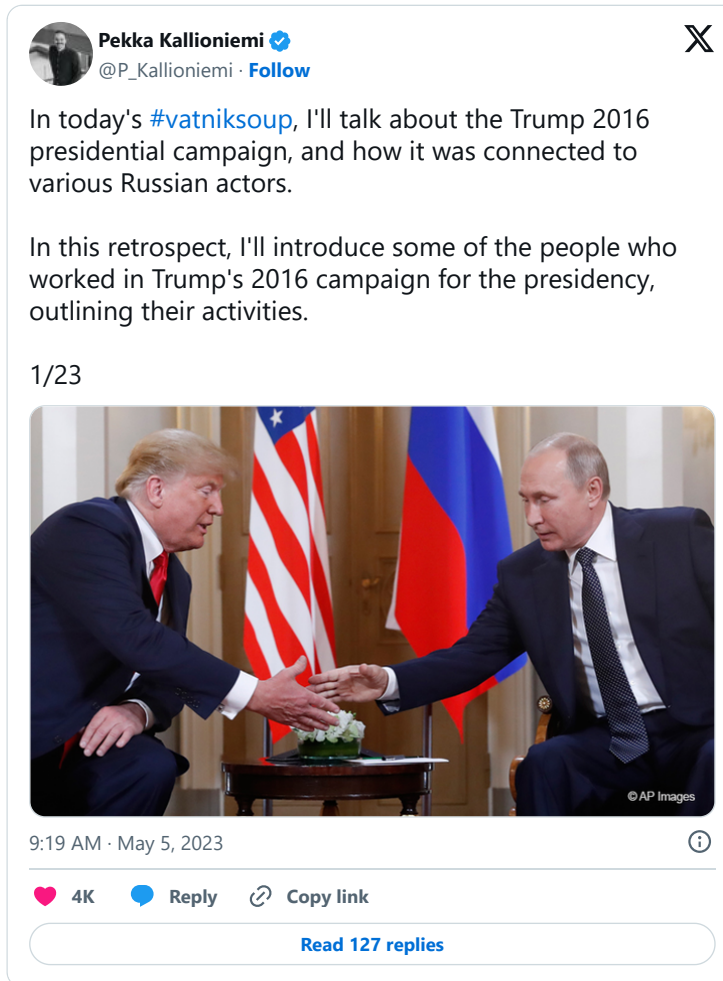 Pekka Kallioniemi
@P_Kallioniemi · Follow
In today's #vatniksoup, I'll talk about the Trump 2016
presidential campaign, and how it was connected to
various Russian actors.
In this retrospect, I'll introduce some of the people who
worked in Trump's 2016 campaign for the presidency,
outlining their activities.
1/23
© AP Images
9:19 AM · May 5, 2023
4K Reply Copy link
Read 127 replies